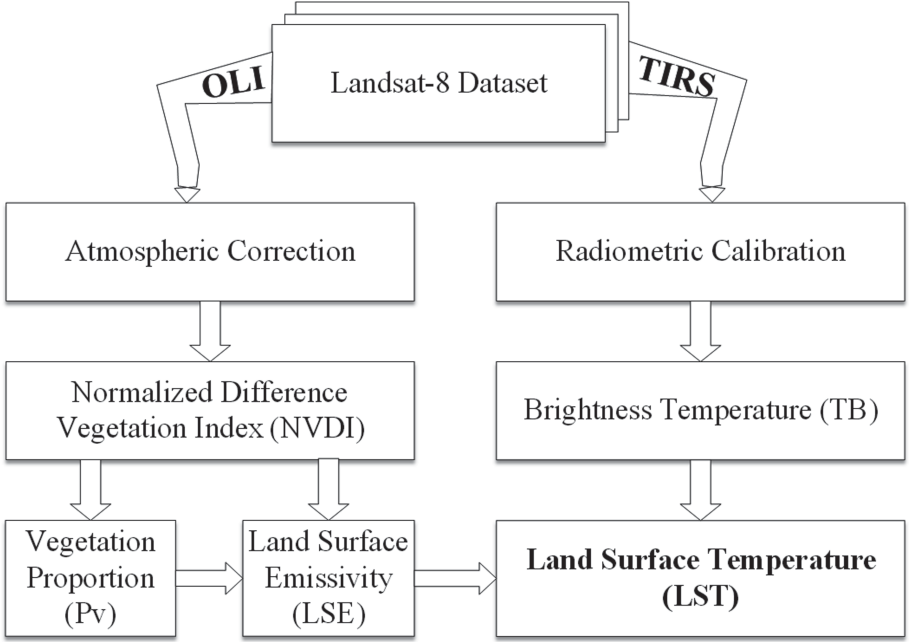 OLI
Landsat-8 Dataset
TIRS
Atmospheric Correction
Radiometric Calibration
Normalized Difference
Vegetation Index (NVDI)
Brightness Temperature (TB)
Vegetation
Proportion
(Pv)
Land Surface
Emissivity
(LSE)
Land Surface Temperature
(LST)